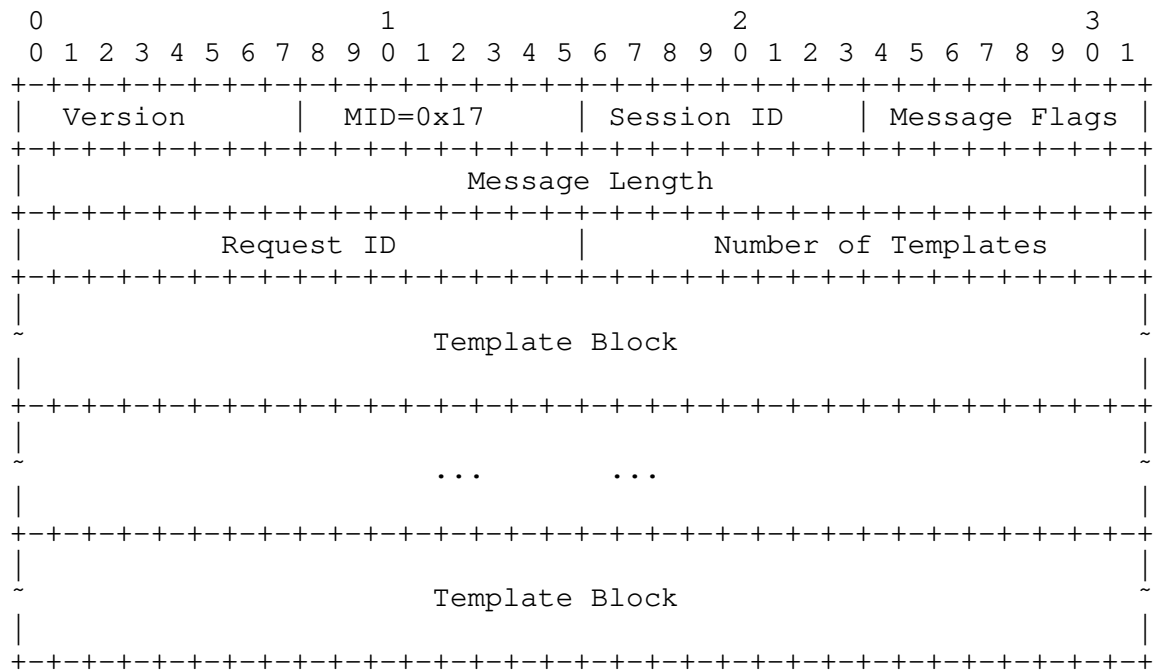 0                   1                   2                   3
0 1 2 3 4 5 6 7 8 9 0 1 2 3 4 5 6 7 8 9 0 1 2 3 4 5 6 7 8 9 0 1
+-+-+-+-+-+-+-+-+-+-+-+-+-+-+-+-+-+-+-+-+-+-+-+-+-+-+-+-+-+-+-+-+
|  Version      |  MID=0x17     | Session ID    | Message Flags |
+-+-+-+-+-+-+-+-+-+-+-+-+-+-+-+-+-+-+-+-+-+-+-+-+-+-+-+-+-+-+-+-+
|                         Message Length                        |
+-+-+-+-+-+-+-+-+-+-+-+-+-+-+-+-+-+-+-+-+-+-+-+-+-+-+-+-+-+-+-+-+
|           Request ID          |       Number of Templates     |
+-+-+-+-+-+-+-+-+-+-+-+-+-+-+-+-+-+-+-+-+-+-+-+-+-+-+-+-+-+-+-+-+
|                                                               |
~                       Template Block                          ~
|                                                               |
+-+-+-+-+-+-+-+-+-+-+-+-+-+-+-+-+-+-+-+-+-+-+-+-+-+-+-+-+-+-+-+-+
|                                                               |
~                       ...       ...                           ~
|                                                               |
+-+-+-+-+-+-+-+-+-+-+-+-+-+-+-+-+-+-+-+-+-+-+-+-+-+-+-+-+-+-+-+-+
|                                                               |
~                       Template Block                          ~
|                                                               |
+-+-+-+-+-+-+-+-+-+-+-+-+-+-+-+-+-+-+-+-+-+-+-+-+-+-+-+-+-+-+-+-+